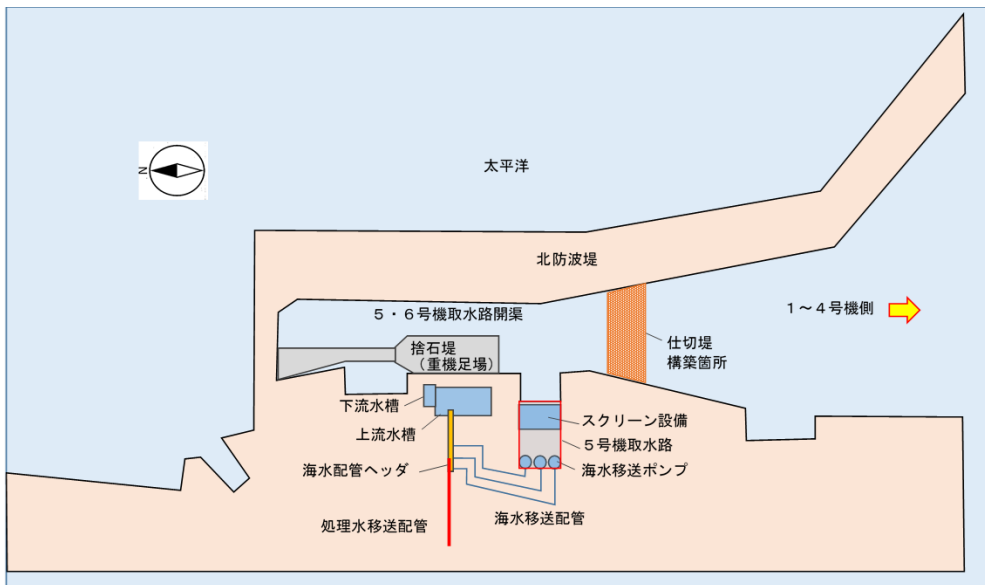 太平洋
N
北防波堤
1～4号機側
5・6号機取水路開渠
仕切堤
構築箇所
捨石堤
(重機足場)
下流水槽
上流水槽
スクリーン設備
5号機取水路
海水配管ヘッダ
海水移送ポンプ
処理水移送配管
海水移送配管